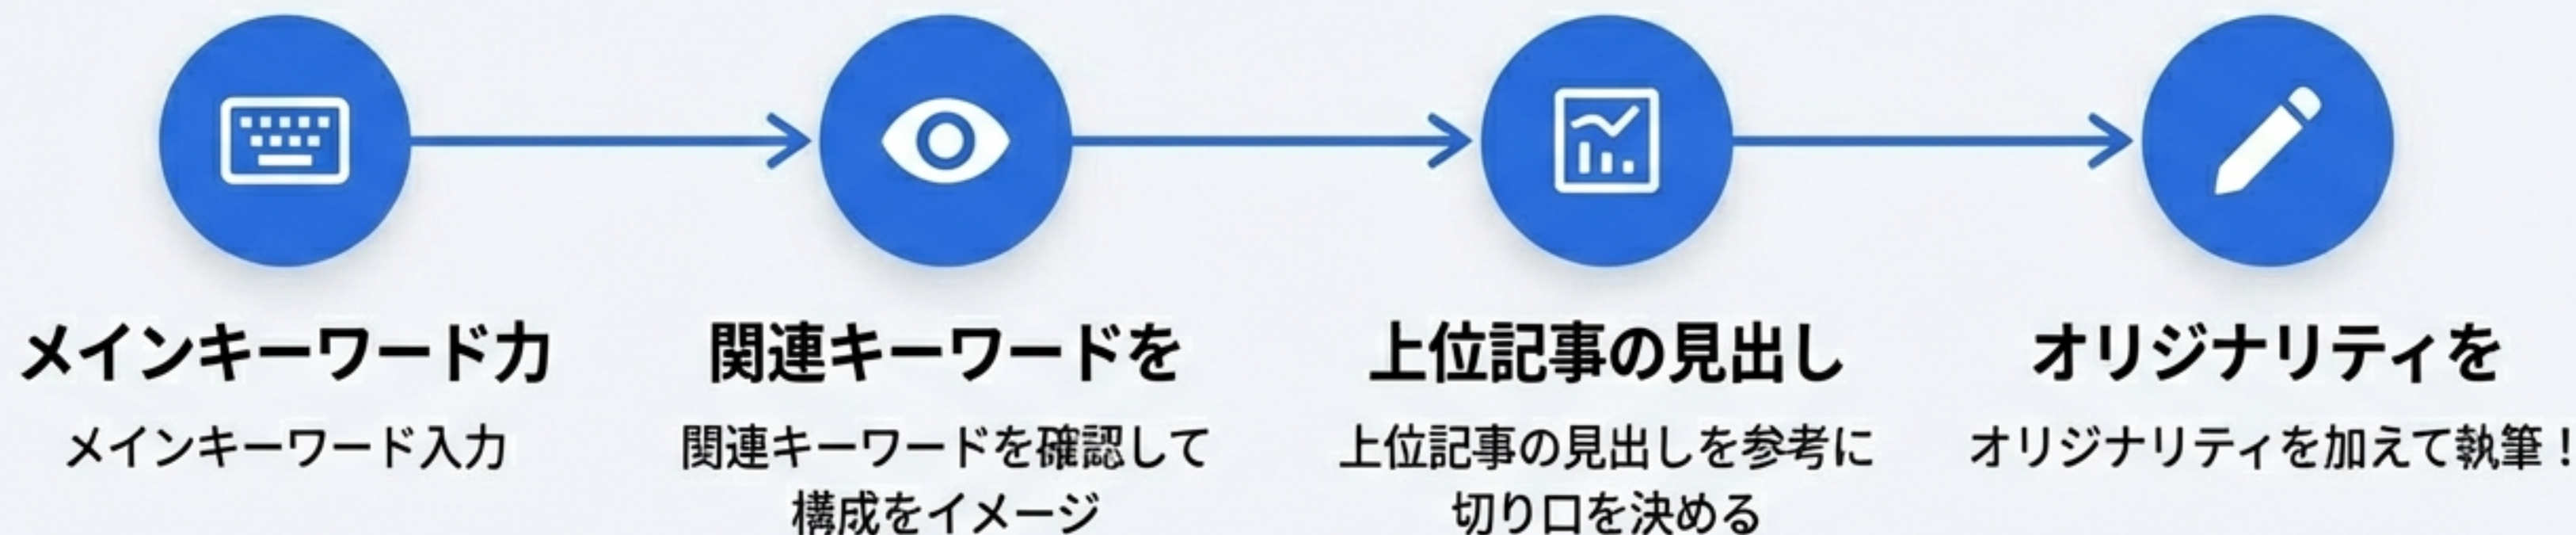 メインキーワード力
メインキーワード入力
関連キーワードを
関連キーワードを確認して
構成をイメージ
上位記事の見出し
上位記事の見出しを参考に
切り口を決める
オリジナリティを
オリジナリティを加えて執筆！